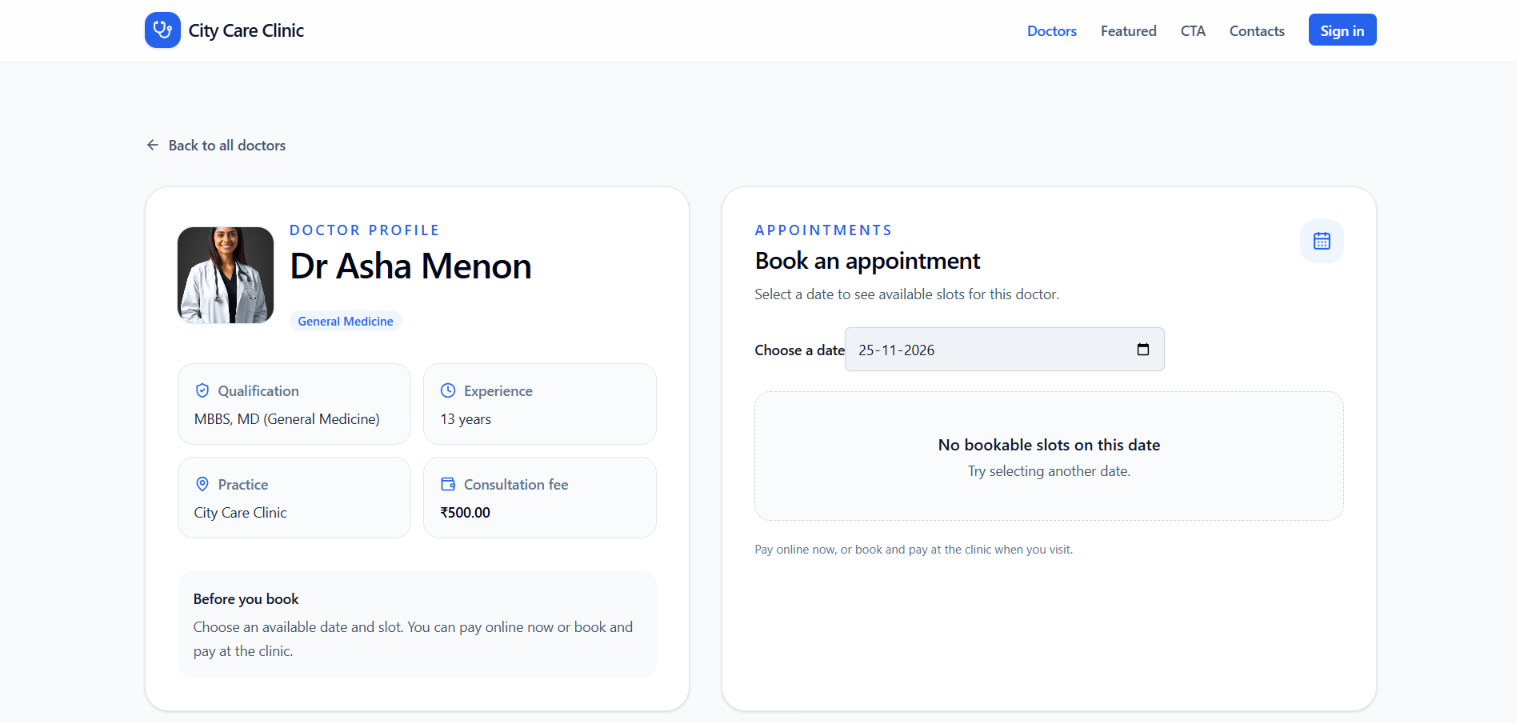 City Care Clinic
Doctors
Featured
CTA
Contacts
Sign in
Back to all doctors
DOCTOR PROFILE
Dr Asha Menon
General Medicine
Qualification
MBBS, MD (General Medicine)
Experience
13 years
Practice
City Care Clinic
Consultation fee
₹500.00
Before you book
Choose an available date and slot. You can pay online now or book and
pay at the clinic.
APPOINTMENTS
Book an appointment
Select a date to see available slots for this doctor.
Choose a date
25-11-2026
No bookable slots on this date
Try selecting another date.
Pay online now, or book and pay at the clinic when you visit.